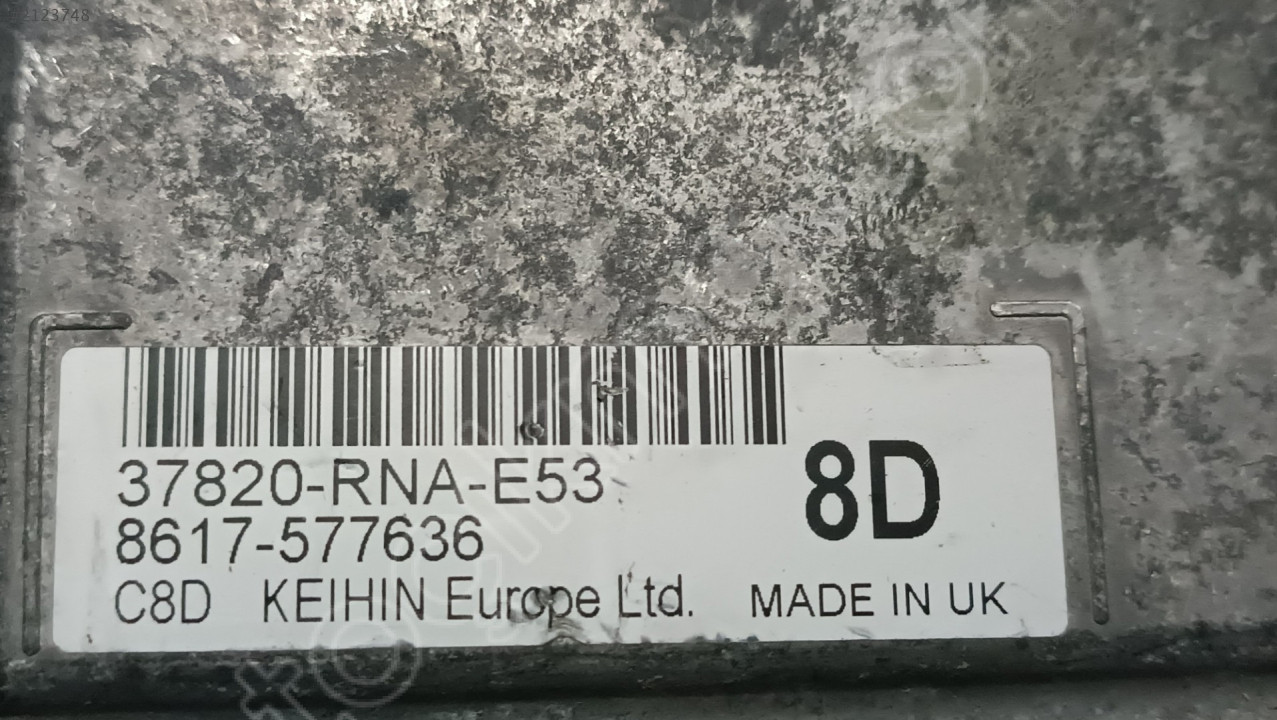 37820-RNA-E53
8617-577636
8D
C8D KEIHIN Europe Ltd. MADE IN UK